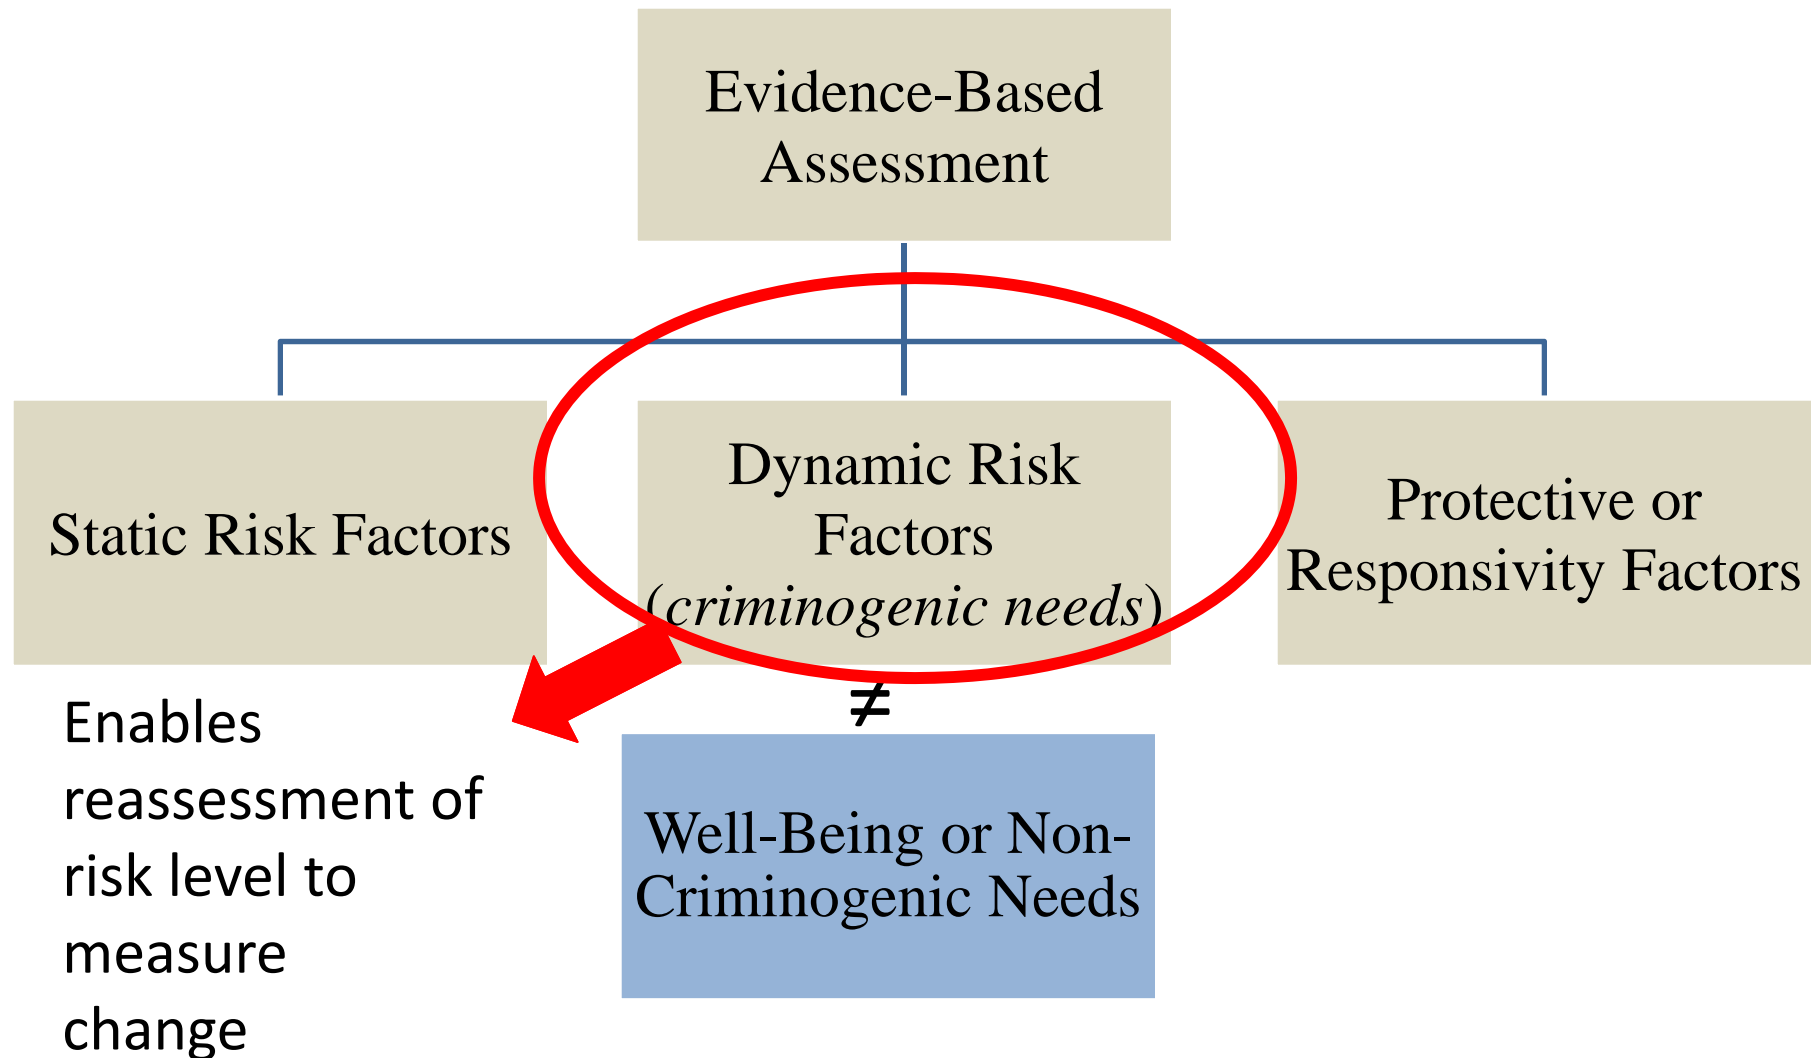 Evidence-Based
Assessment
Static Risk Factors
Dynamic Risk
Factors
(criminogenic needs)
Protective or
Responsivity Factors
Enables
reassessment of
risk level to
measure
change
≠
Well-Being or Non-
Criminogenic Needs